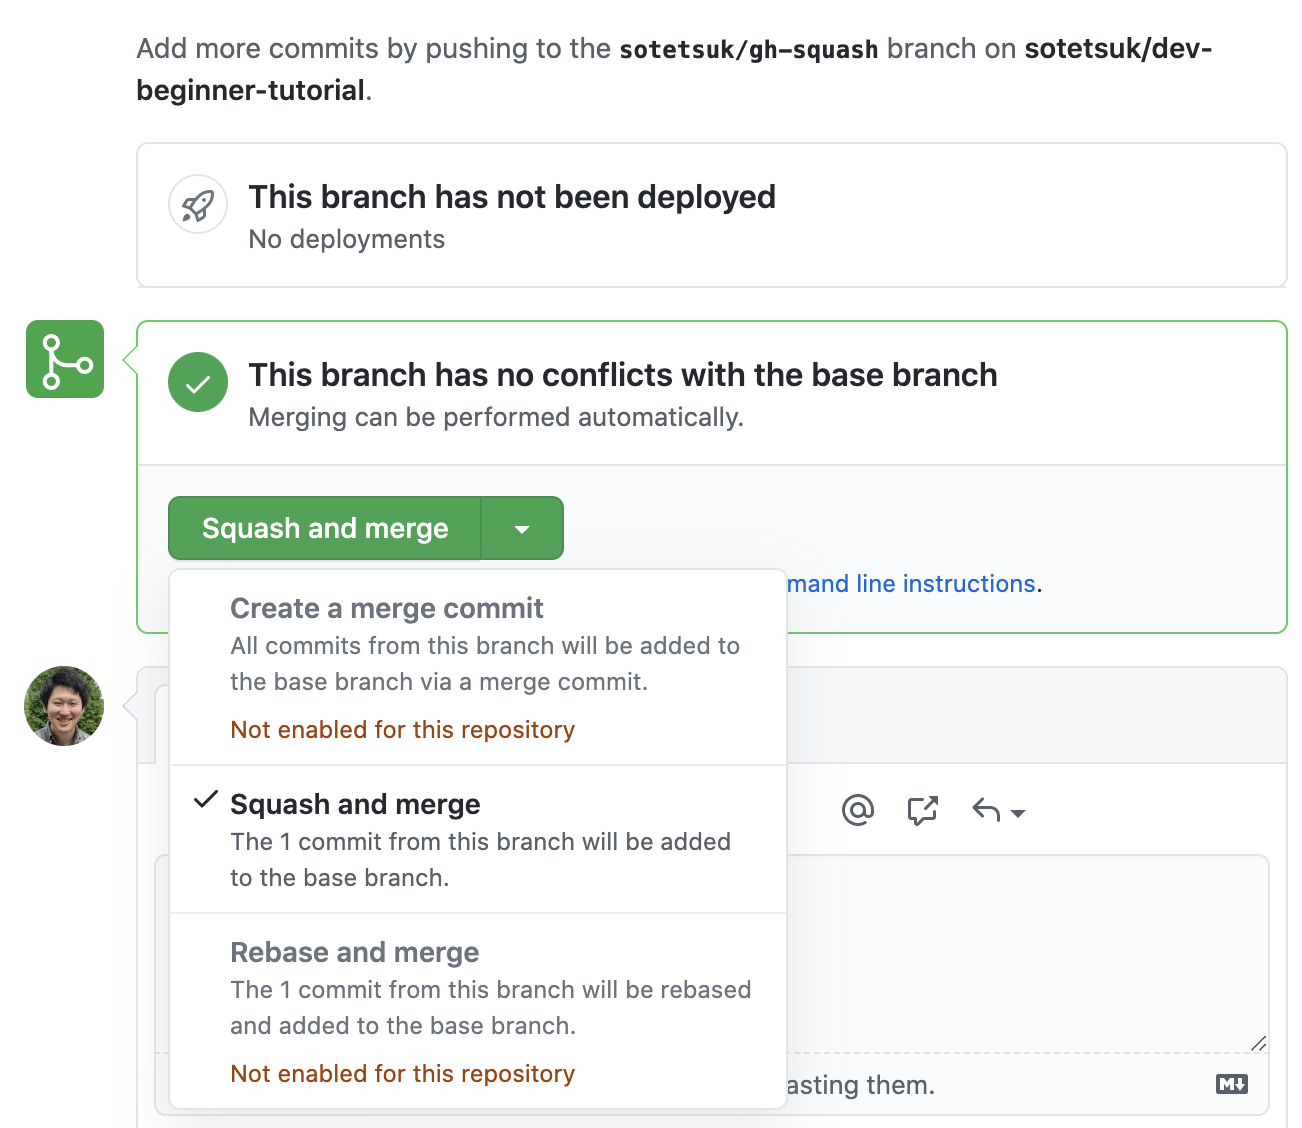 Add more commits by pushing to the sotetsuk/gh-squash branch on sotetsuk/dev-
beginner-tutorial.
This branch has not been deployed
No deployments
This branch has no conflicts with the base branch
Merging can be performed automatically.
Squash and merge
mand line instructions.
Create a merge commit
All commits from this branch will be added to
the base branch via a merge commit.
Not enabled for this repository
Squash and merge
The 1 commit from this branch will be added
to the base branch.
Rebase and merge
The 1 commit from this branch will be rebased
and added to the base branch.
Not enabled for this repository
asting them.